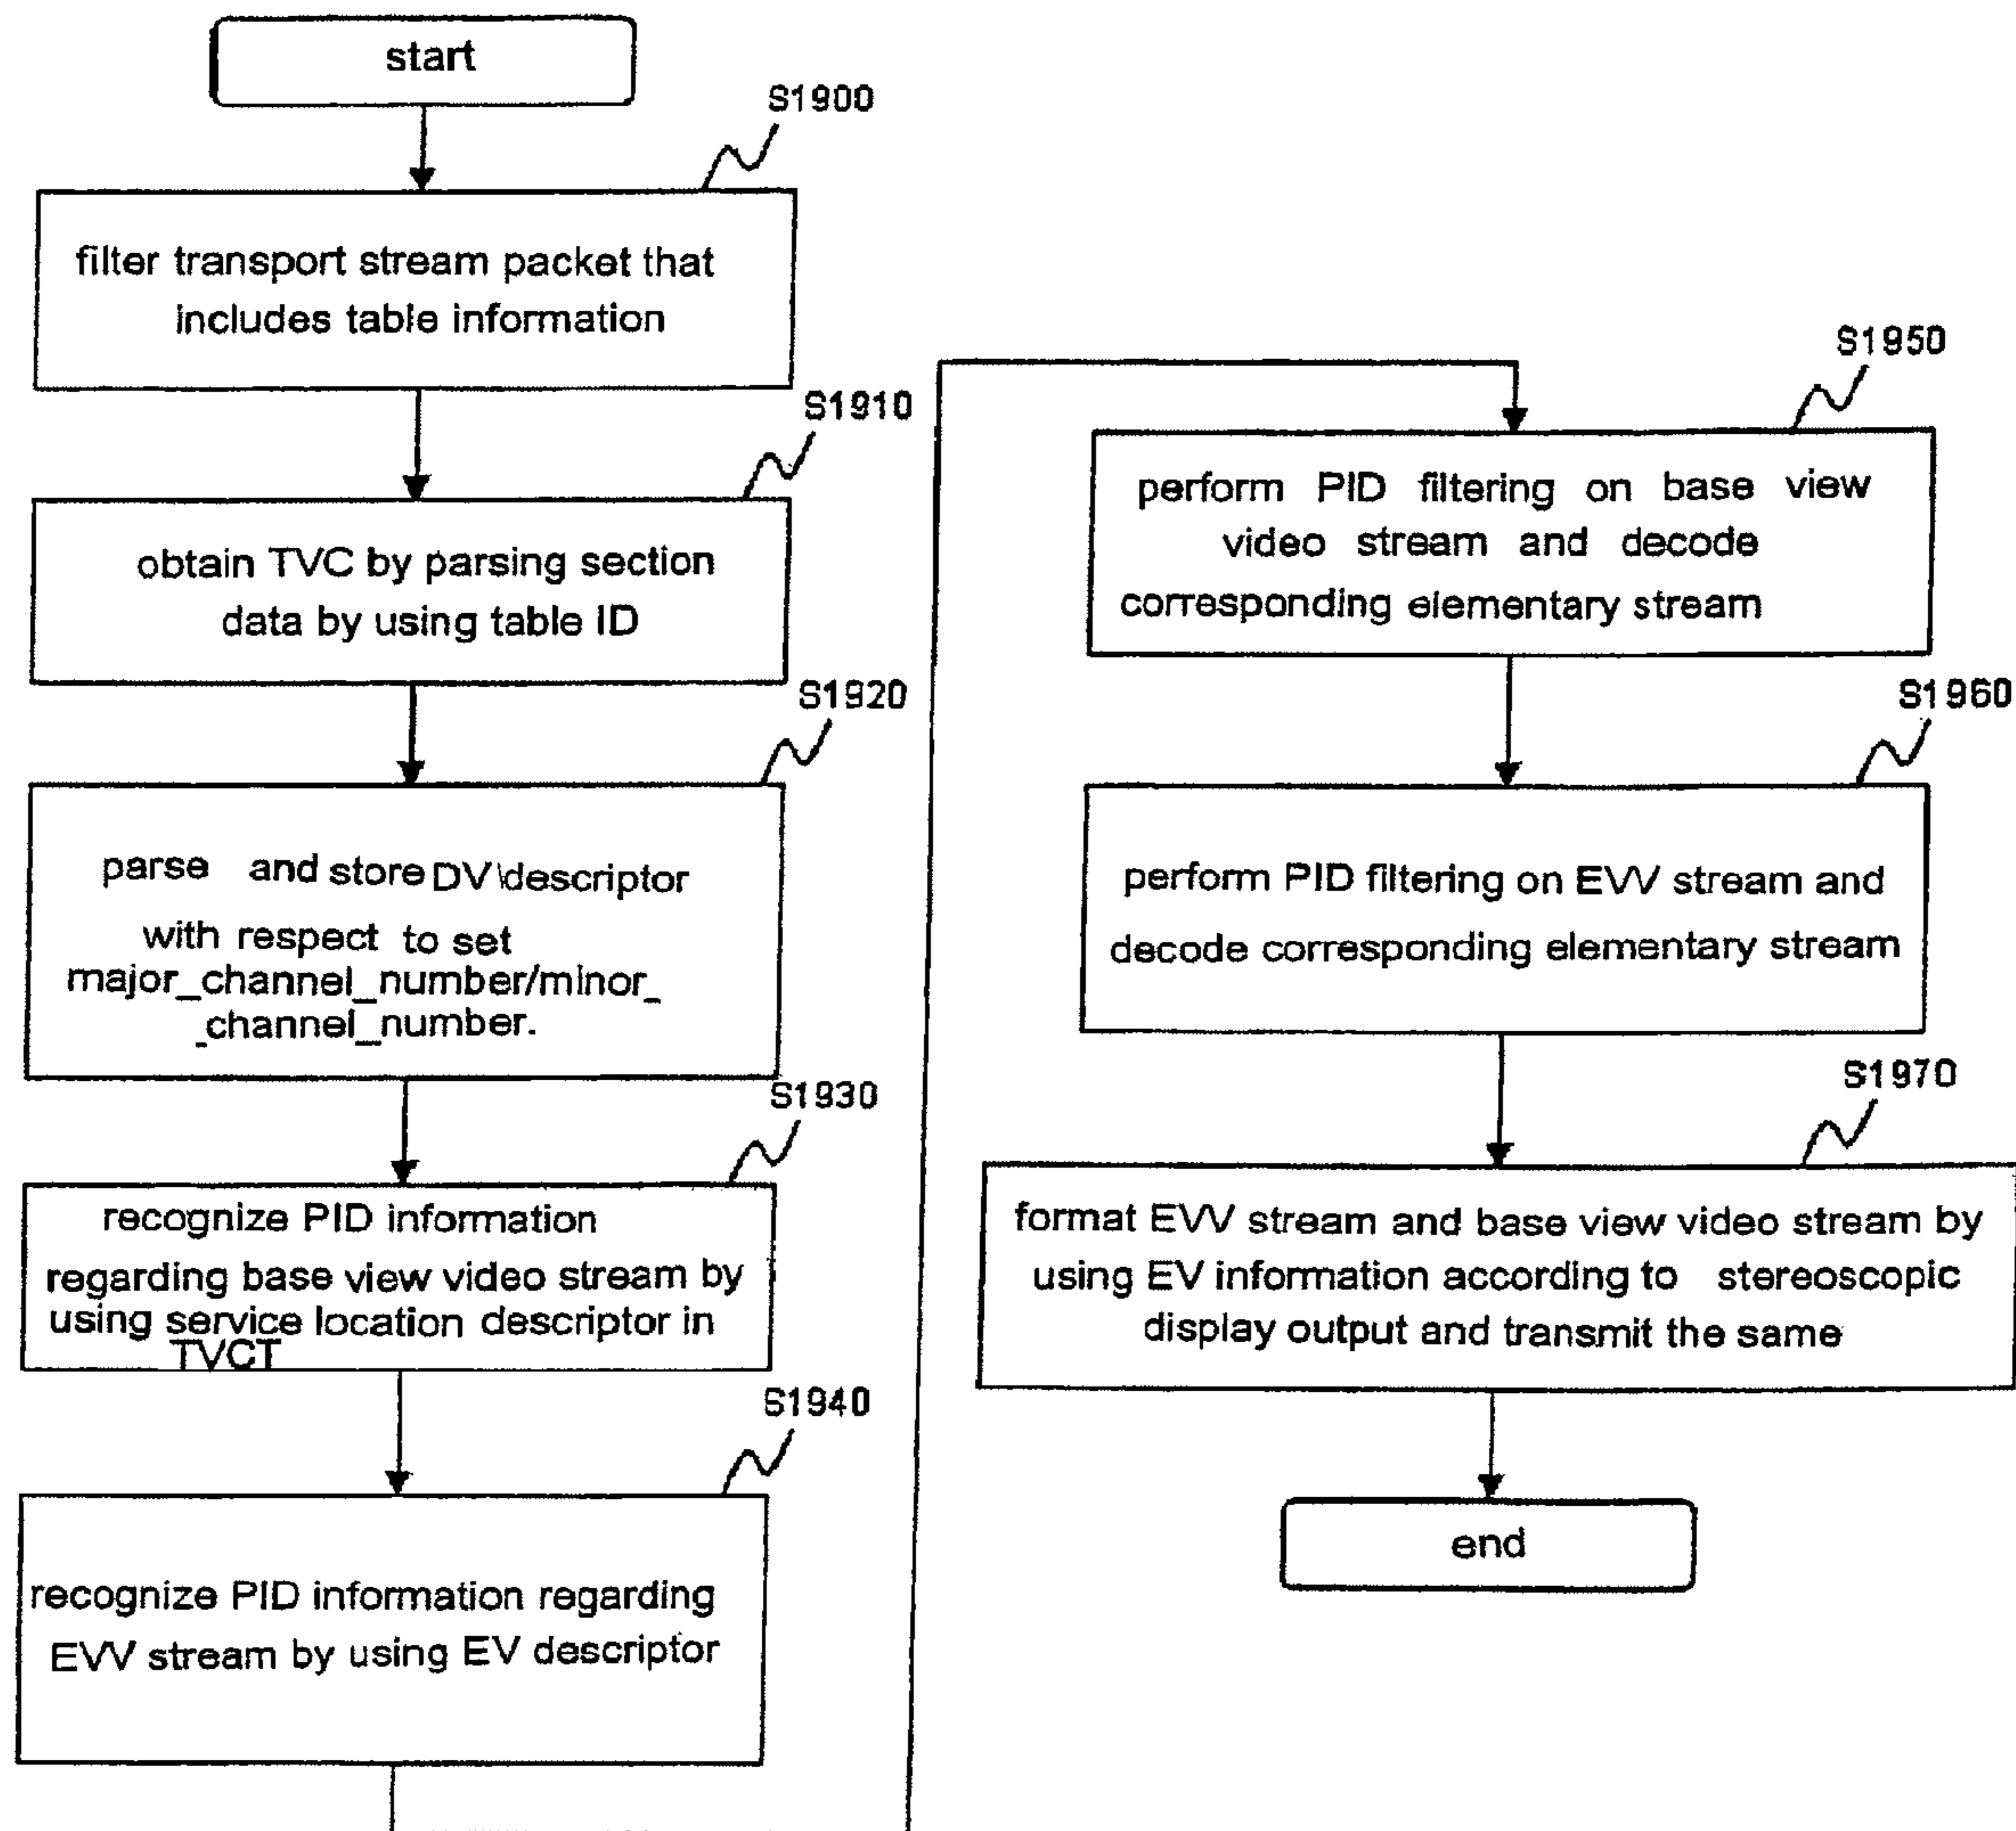 start
S1900
filter transport stream packet that
includes table information
S1910
obtain TVC by parsing section
data by using table ID
S1920
parse and store DV\descriptor
with respect to set
major_channel_number/minor_
_channel_number.
S1930
recognize PID information
regarding base view video stream by
using service location descriptor in
TVCT
S1940
recognize PID information regarding
EVV stream by using EV descriptor
S1950
perform PID filtering on base view
video stream and decode
corresponding elementary stream
S1960
perform PID filtering on EVV stream and
decode corresponding elementary stream
S1970
format EVV stream and base view video stream by
using EV information according to stereoscopic
display output and transmit the same
end